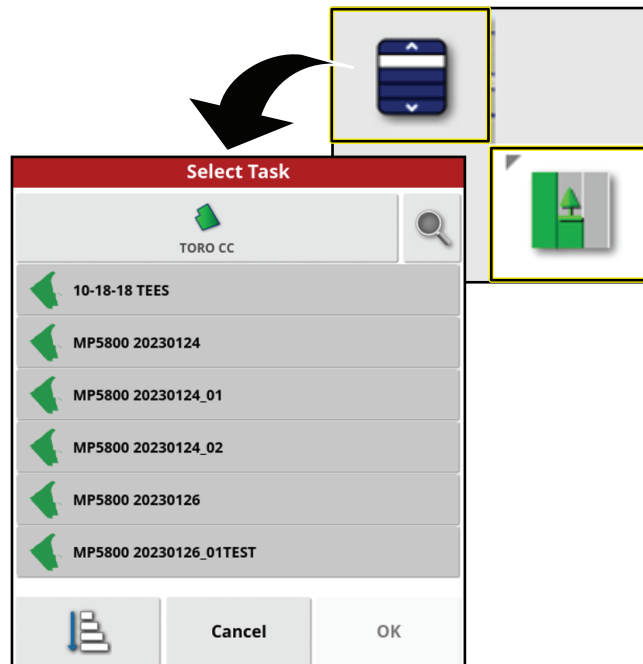 Select Task
TORO CC
10-18-18 TEES
MP5800 20230124
MP5800 20230124_01
MP5800 20230124_02
MP5800 20230126
MP5800 20230126_01TEST
Cancel
OK